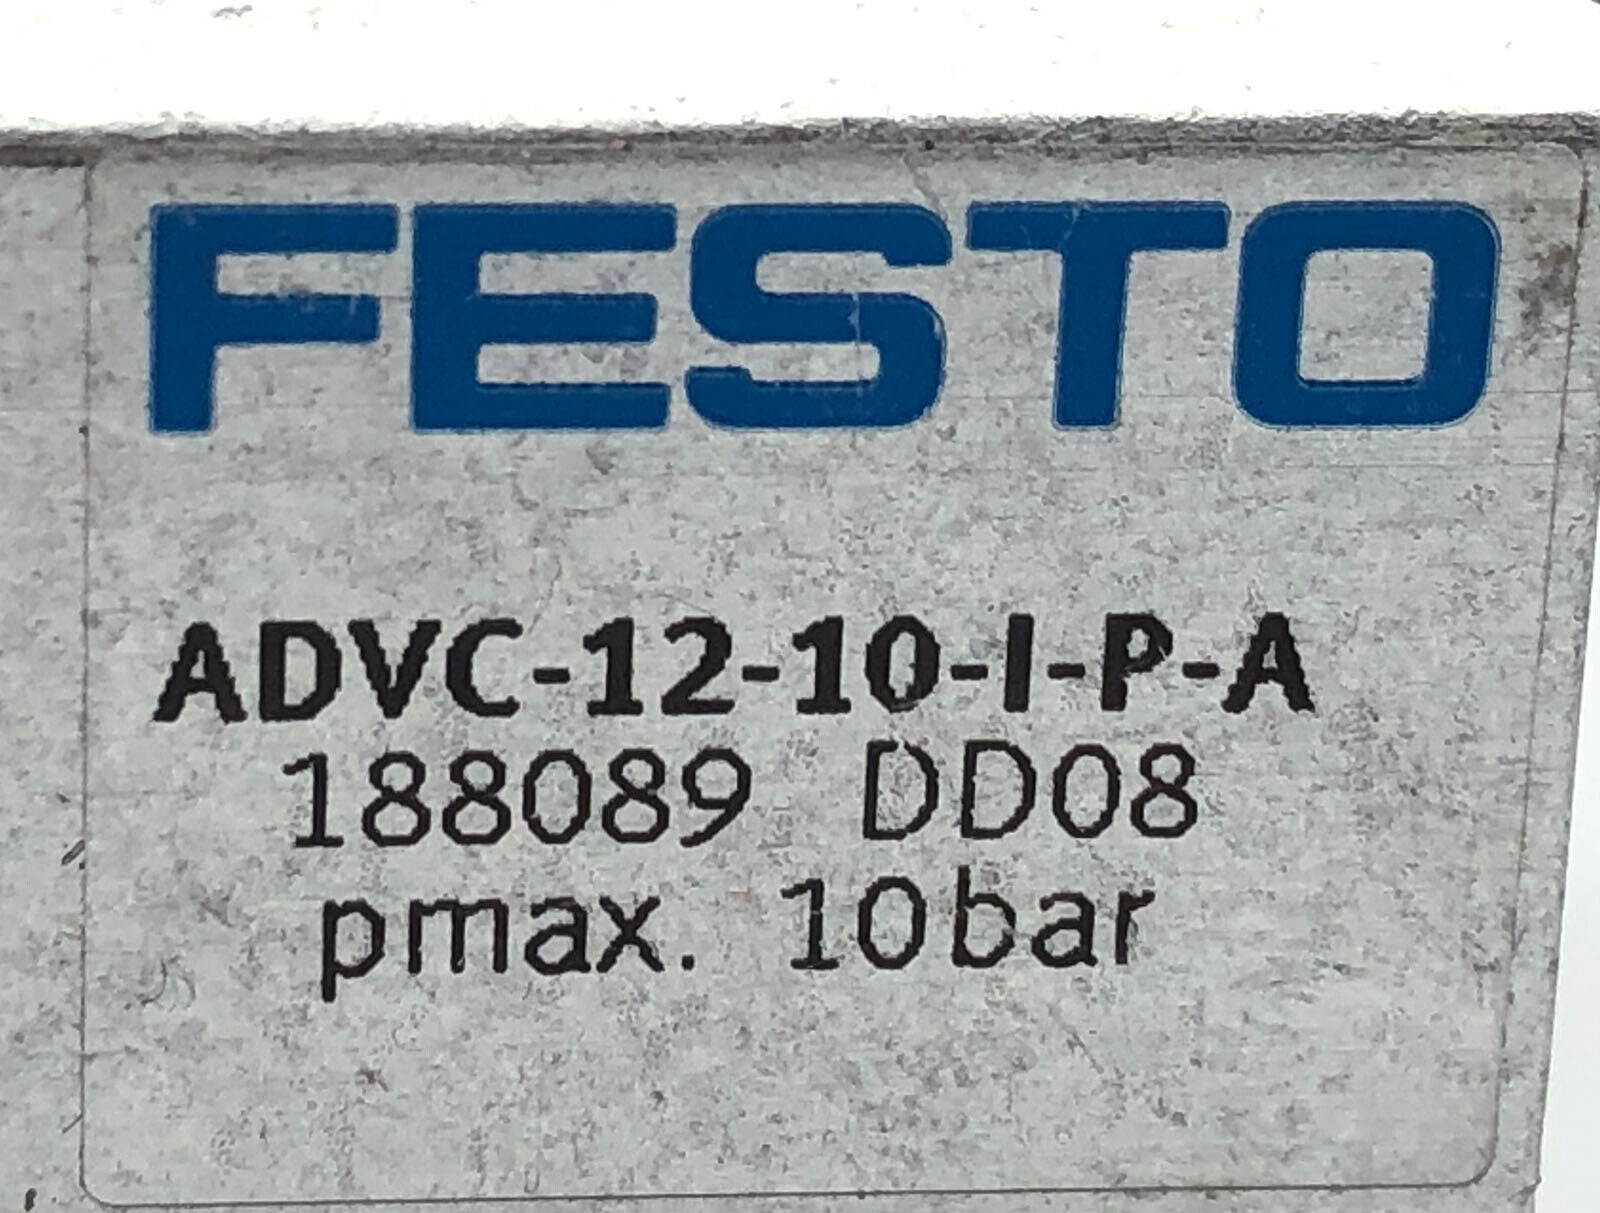 FESTO
ADVC-12-10-I-P-A
188089 DD08
pmax. 10bar